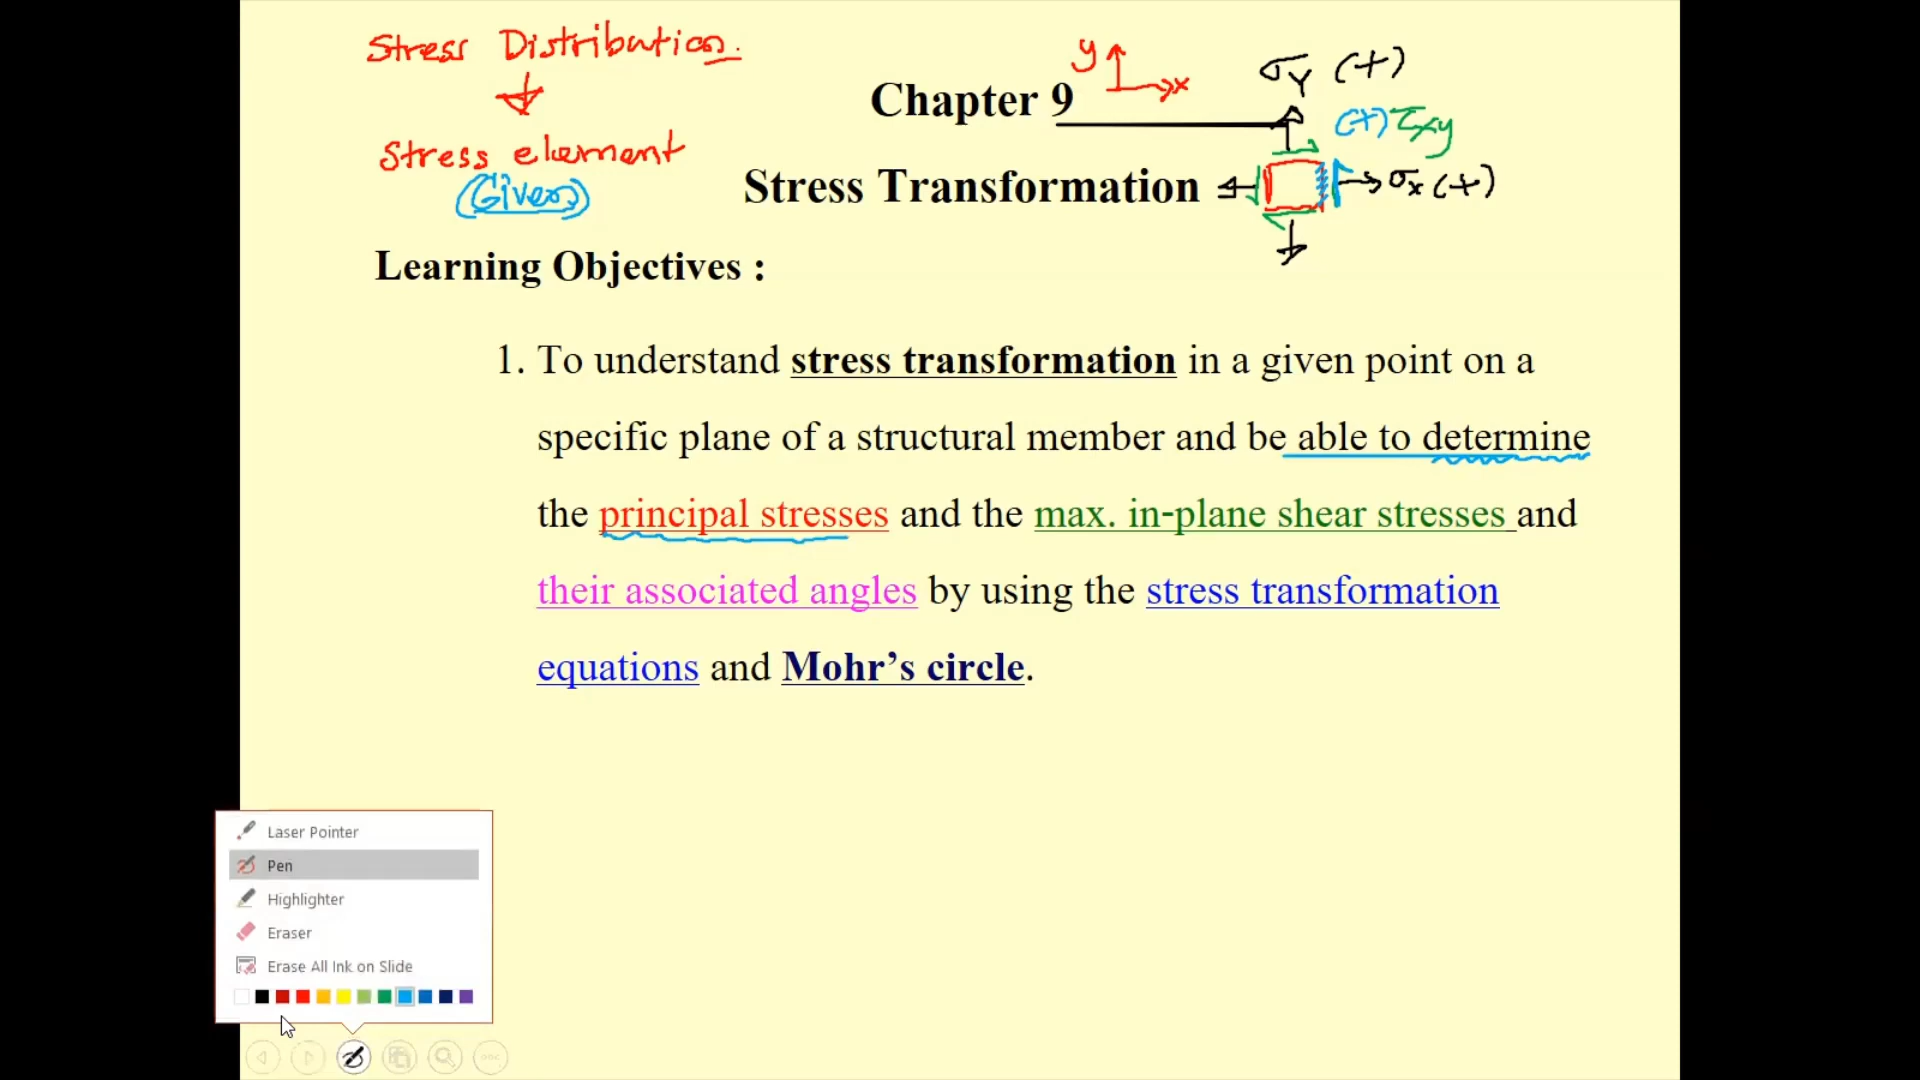 Stress Distribution.
Stress element
(Given)
y
x
σY (+)
(+) τxy
σx (+)
Chapter 9
Stress Transformation
Learning Objectives :
1. To understand stress transformation in a given point on a
specific plane of a structural member and be able to determine
the principal stresses and the max. in-plane shear stresses and
their associated angles by using the stress transformation
equations and Mohr’s circle.
Laser Pointer
Pen
Highlighter
Eraser
Erase All Ink on Slide